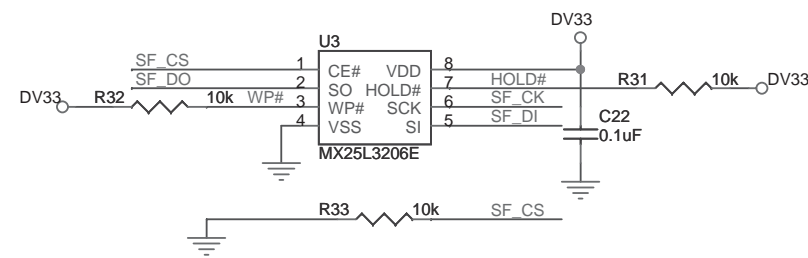 DV33
U3
SF_CS 1 CE# VDD 8
SF_DO 2 SO HOLD# 7 HOLD# R31 10k DV33
DV33 R32 10k WP# 3 WP# SCK 6 SF_CK
4 VSS SI 5 SF_DI
C22
0.1uF
MX25L3206E
R33 10k SF_CS